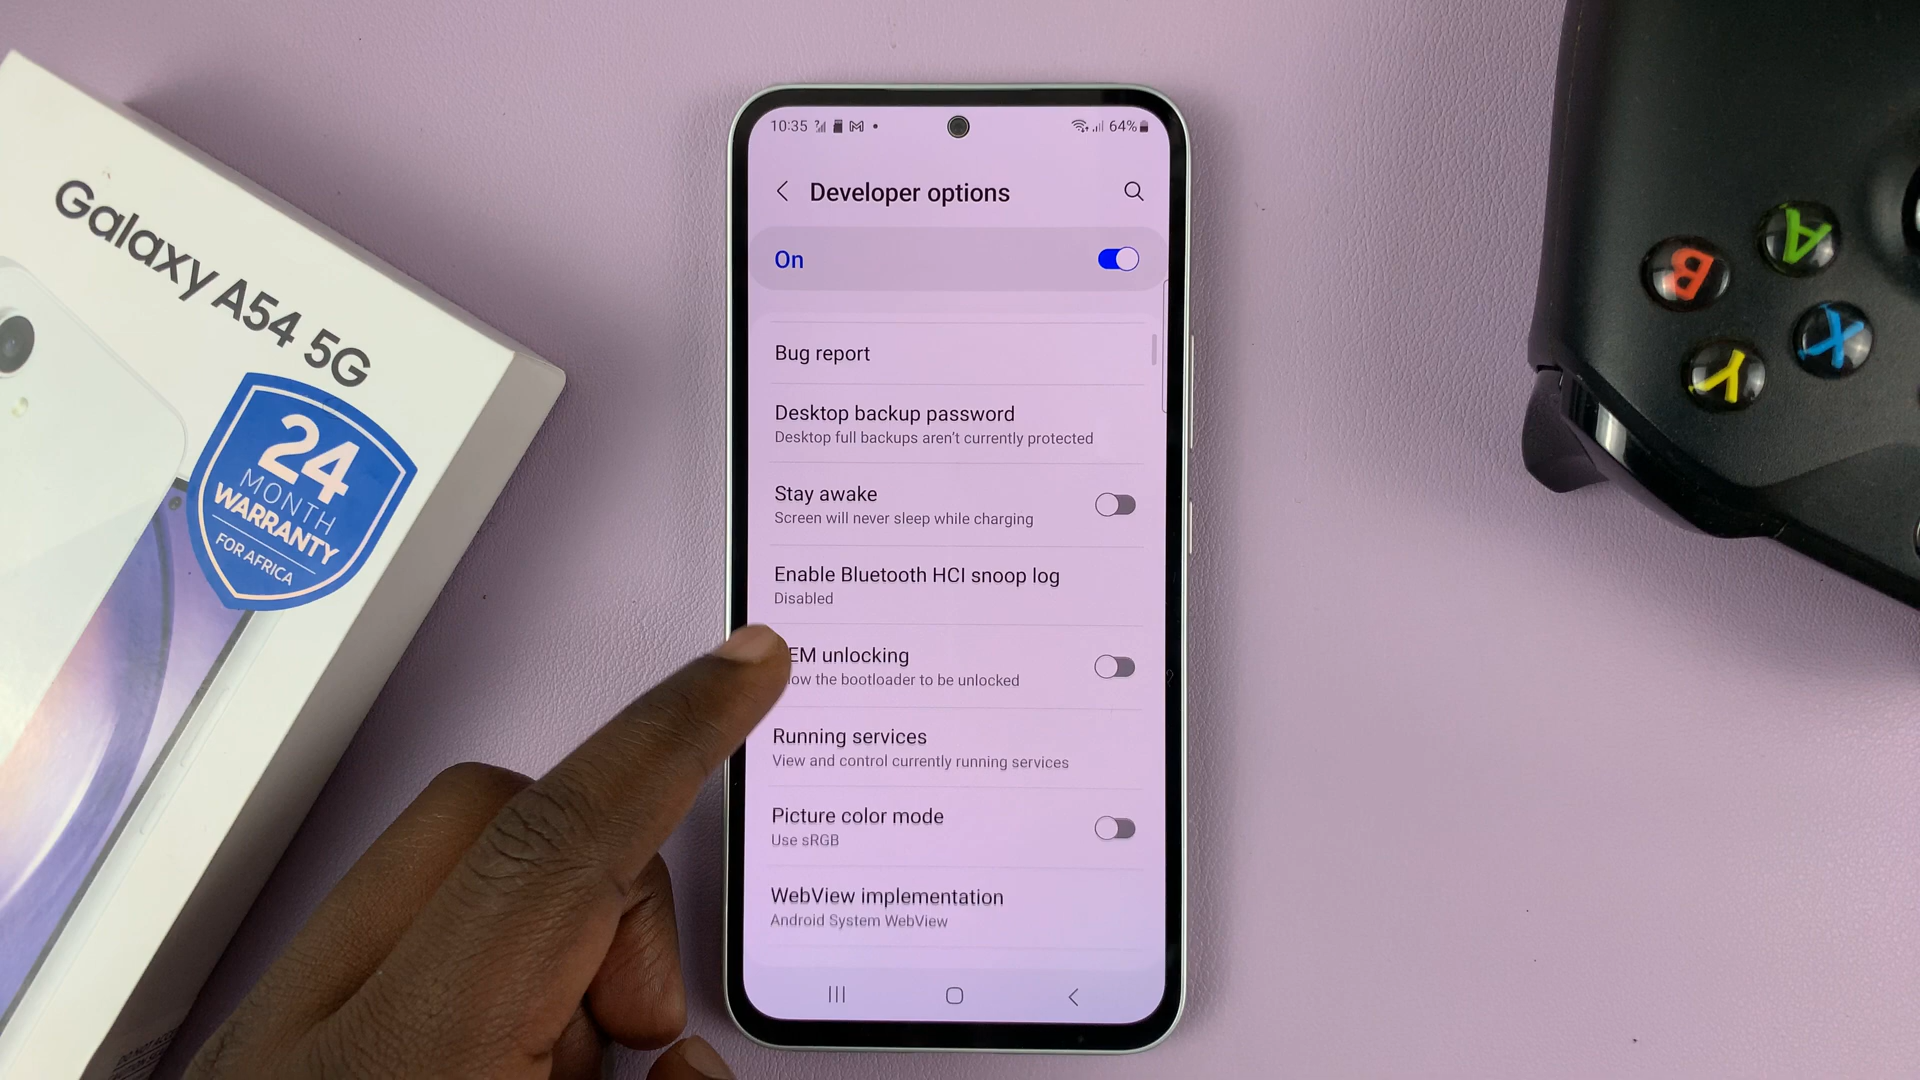 Galaxy A54 5G
24
MONTH
WARRANTY
FOR AFRICA
10:35
64%
Developer options
On
Bug report
Desktop backup password
Desktop full backups aren't currently protected
Stay awake
Screen will never sleep while charging
Enable Bluetooth HCI snoop log
Disabled
EM unlocking
low the bootloader to be unlocked
Running services
View and control currently running services
Picture color mode
Use sRGB
WebView implementation
Android System WebView
A
B
X
Y